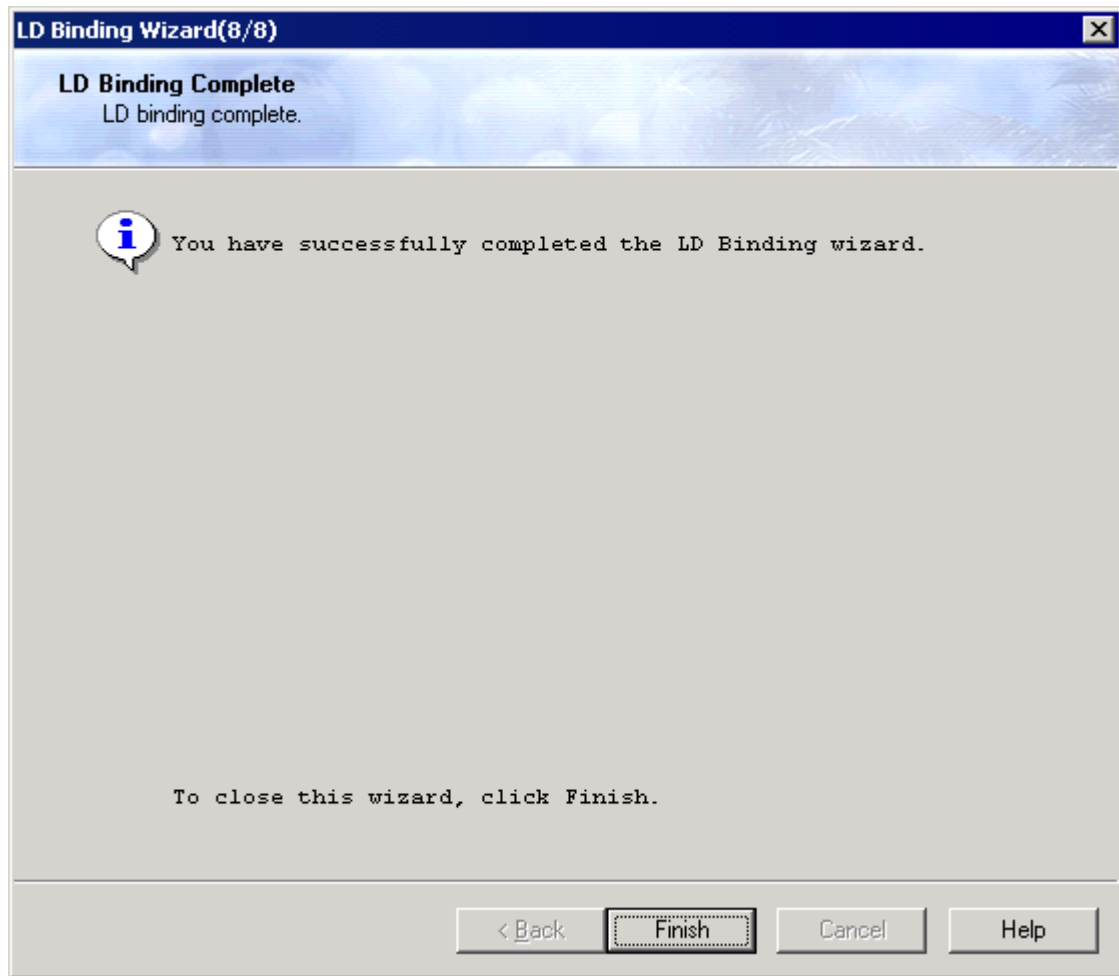 LD Binding Wizard(8/8)
LD Binding Complete
LD binding complete.
You have successfully completed the LD Binding wizard.
To close this wizard, click Finish.
< Back
Finish
Cancel
Help